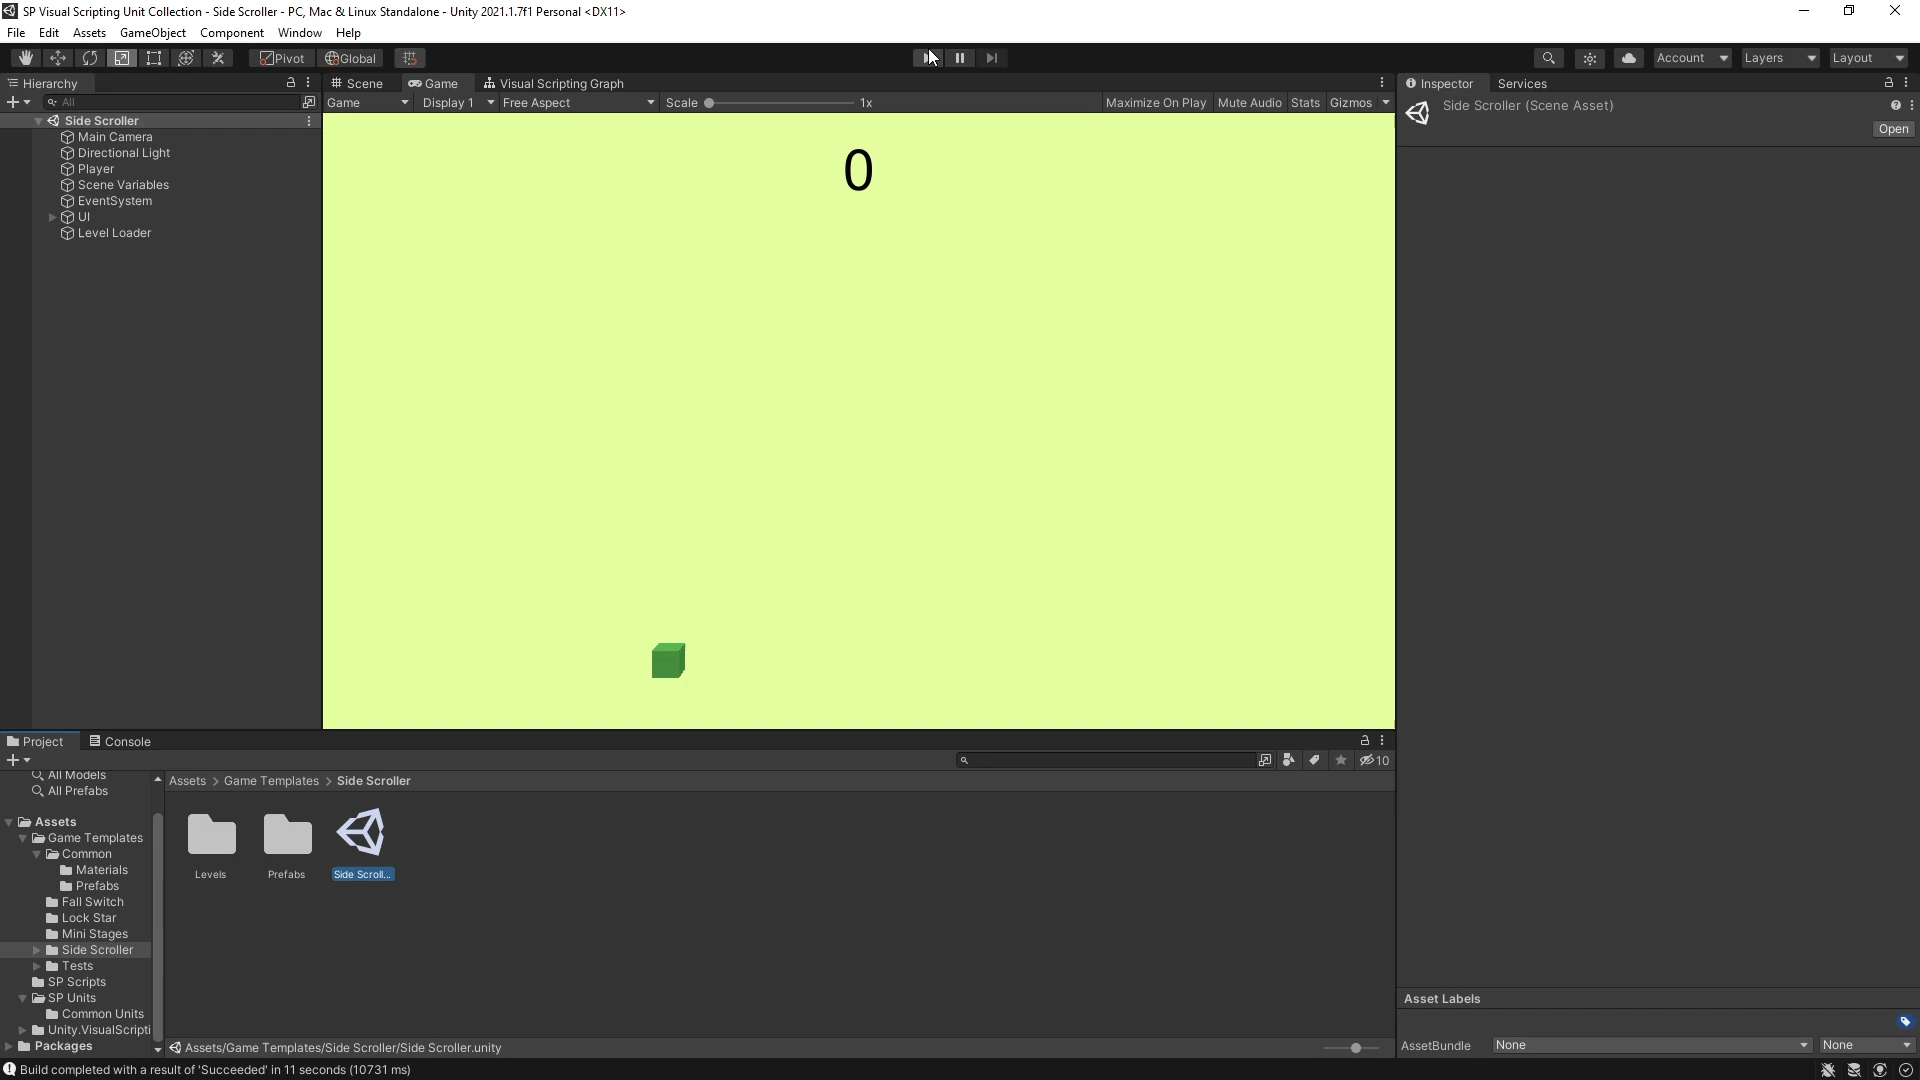 SP Visual Scripting Unit Collection - Side Scroller - PC, Mac & Linux Standalone - Unity 2021.1.7f1 Personal <DX11>
File Edit Assets GameObject Component Window Help
Pivot Global Account Layers Layout
Hierarchy
All
Side Scroller
Main Camera
Directional Light
Player
Scene Variables
EventSystem
UI
Level Loader
Scene Game Visual Scripting Graph
Game Display 1 Free Aspect Scale 1x Maximize On Play Mute Audio Stats Gizmos
0
Inspector Services
Side Scroller (Scene Asset)
Open
Project Console
10
All Models
All Prefabs
Assets
Game Templates
Common
Materials
Prefabs
Fall Switch
Lock Star
Mini Stages
Side Scroller
Tests
SP Scripts
SP Units
Common Units
Unity.VisualScripti
Packages
Assets > Game Templates > Side Scroller
Levels Prefabs Side Scroll...
Assets/Game Templates/Side Scroller/Side Scroller.unity
Asset Labels
AssetBundle None None
Build completed with a result of 'Succeeded' in 11 seconds (10731 ms)